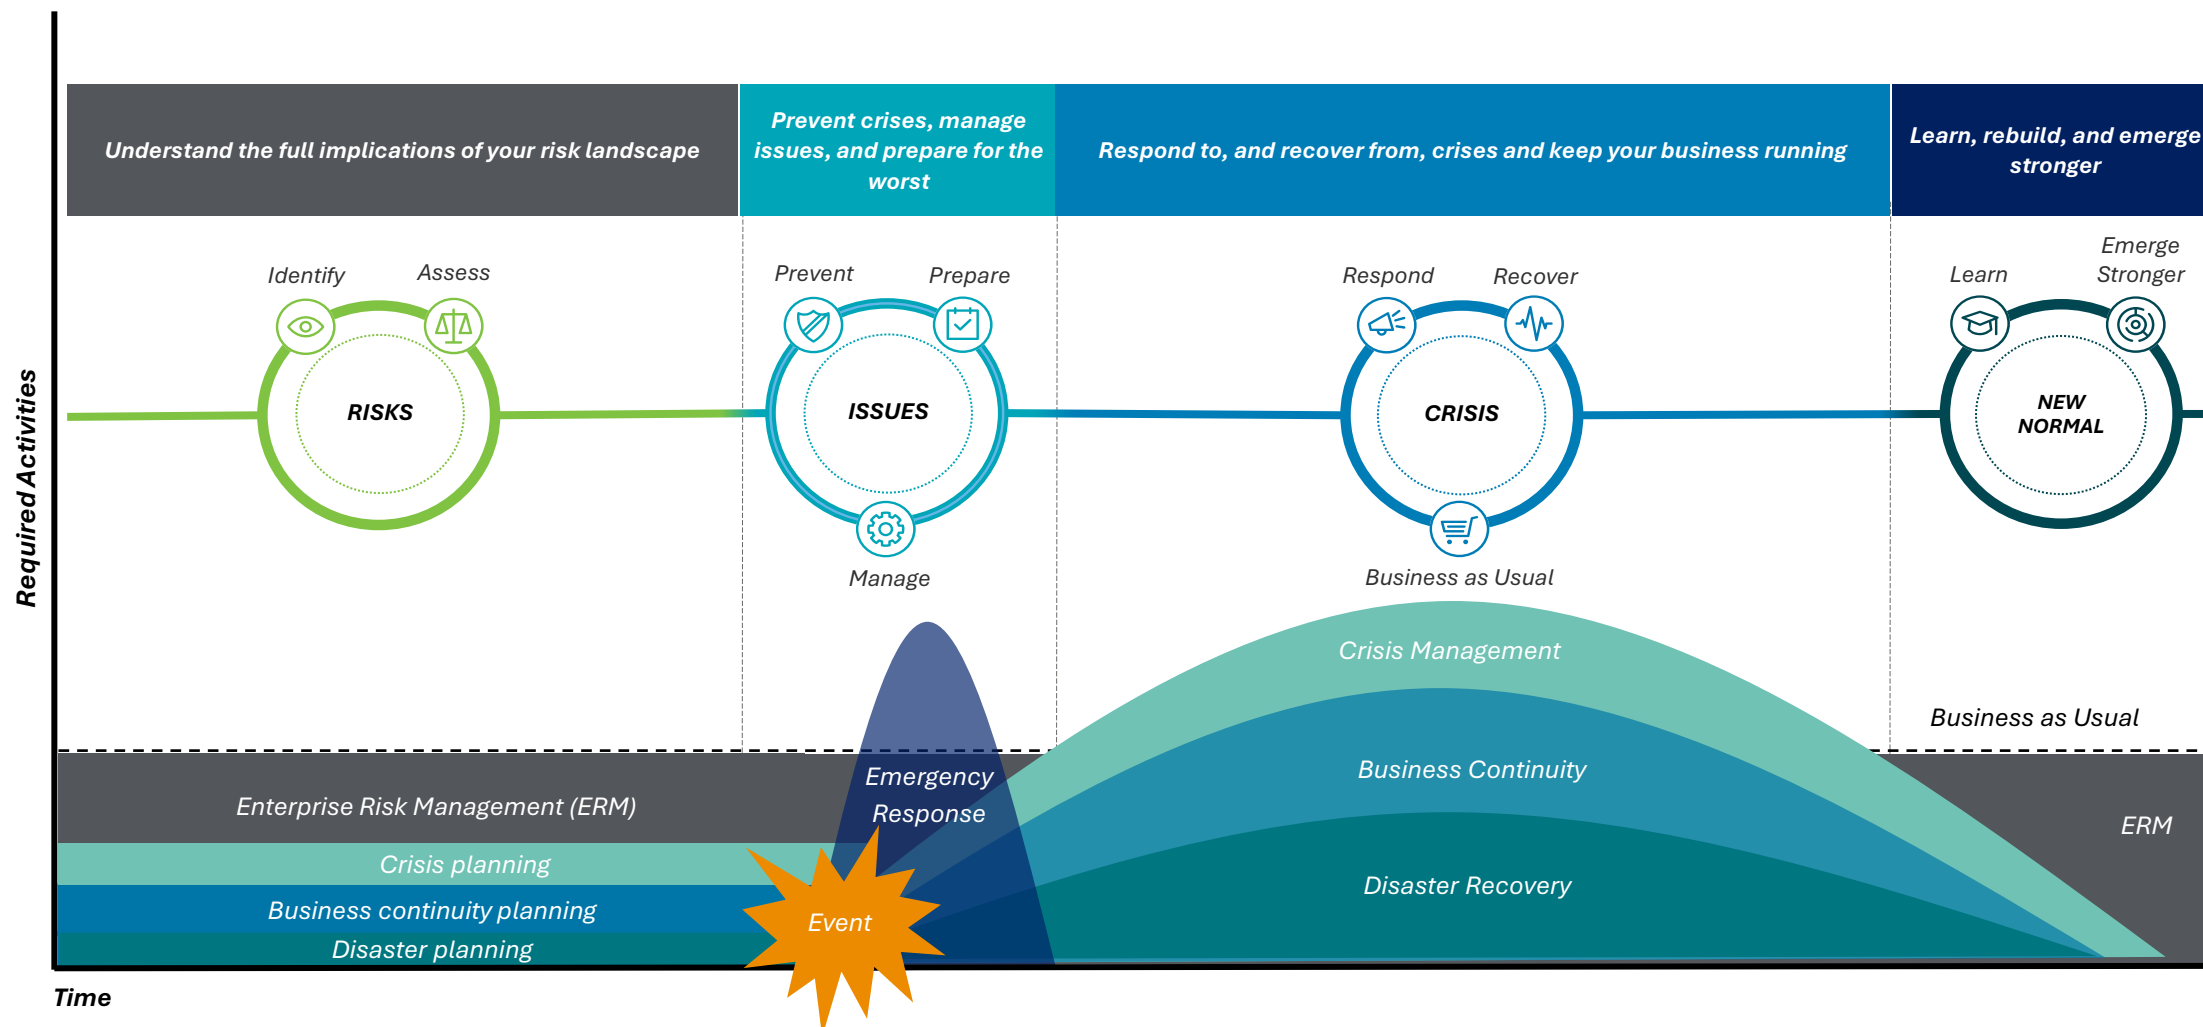 Understand the full implications of your risk landscape
Prevent crises, manage
issues, and prepare for the
worst
Respond to, and recover from, crises and keep your business running
Learn, rebuild, and emerge
stronger
Identify
Assess
RISKS
Prevent
Prepare
ISSUES
Manage
Respond
Recover
CRISIS
Business as Usual
Learn
Emerge
Stronger
NEW
NORMAL
Required Activities
Crisis Management
Business Continuity
Disaster Recovery
Business as Usual
Emergency
Response
Enterprise Risk Management (ERM)
ERM
Crisis planning
Business continuity planning
Disaster planning
Event
Time